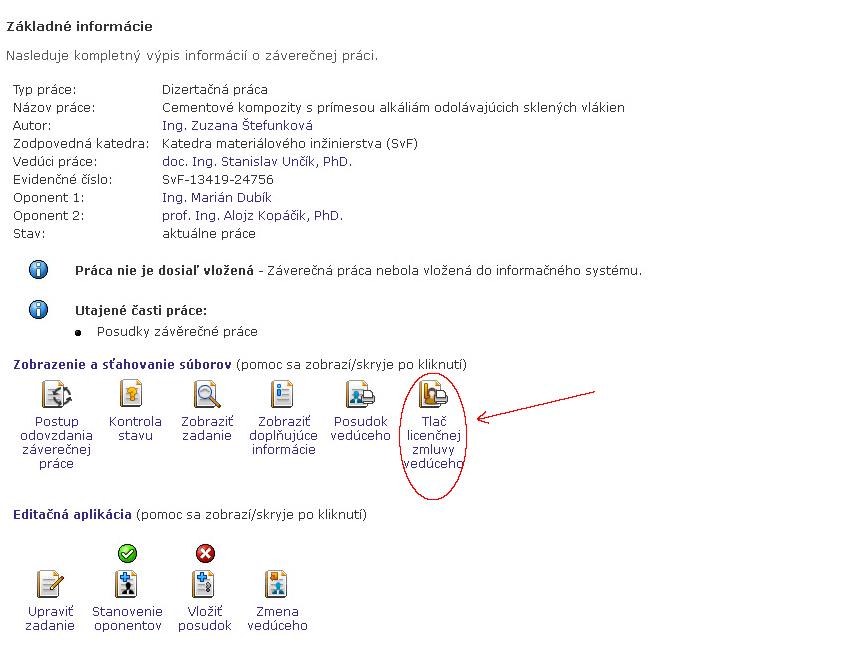 Základné informácie
Nasleduje kompletný výpis informácií o záverečnej práci.
Typ práce: Dizertačná práca
Názov práce: Cementové kompozity s prímesou alkáliám odolávajúcich sklených vlákien
Autor: Ing. Zuzana Štefunková
Zodpovedná katedra: Katedra materiálového inžinierstva (SvF)
Vedúci práce: doc. Ing. Stanislav Unčík, PhD.
Evidenčné číslo: SvF-13419-24756
Oponent 1: Ing. Marián Dubík
Oponent 2: prof. Ing. Alojz Kopáčik, PhD.
Stav: aktuálne práce
Práca nie je dosiaľ vložená - Záverečná práca nebola vložená do informačného systému.
Utajené časti práce:
Posudky závěrečné práce
Zobrazenie a sťahovanie súborov (pomoc sa zobrazí/skryje po kliknutí)
Postup
odovzdania
záverečnej
práce
Kontrola
stavu
Zobraziť
zadanie
Zobraziť
doplňujúce
informácie
Posudok
vedúceho
Tlač
licenčnej
zmluvy
vedúceho
Editačná aplikácia (pomoc sa zobrazí/skryje po kliknutí)
Upraviť
zadanie
Stanovenie
oponentov
Vložiť
posudok
Zmena
vedúceho